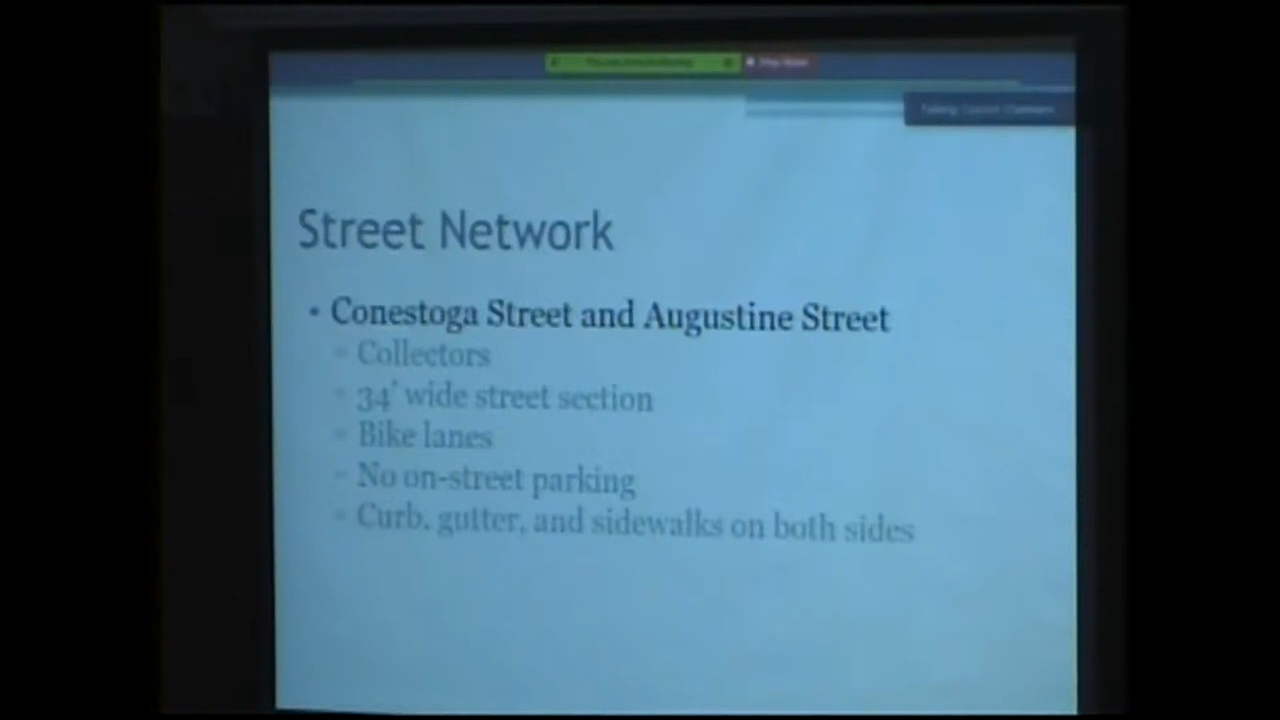 Street Network
• Conestoga Street and Augustine Street
▫ Collectors
▫ 34' wide street section
▫ Bike lanes
▫ No on-street parking
▫ Curb, gutter, and sidewalks on both sides